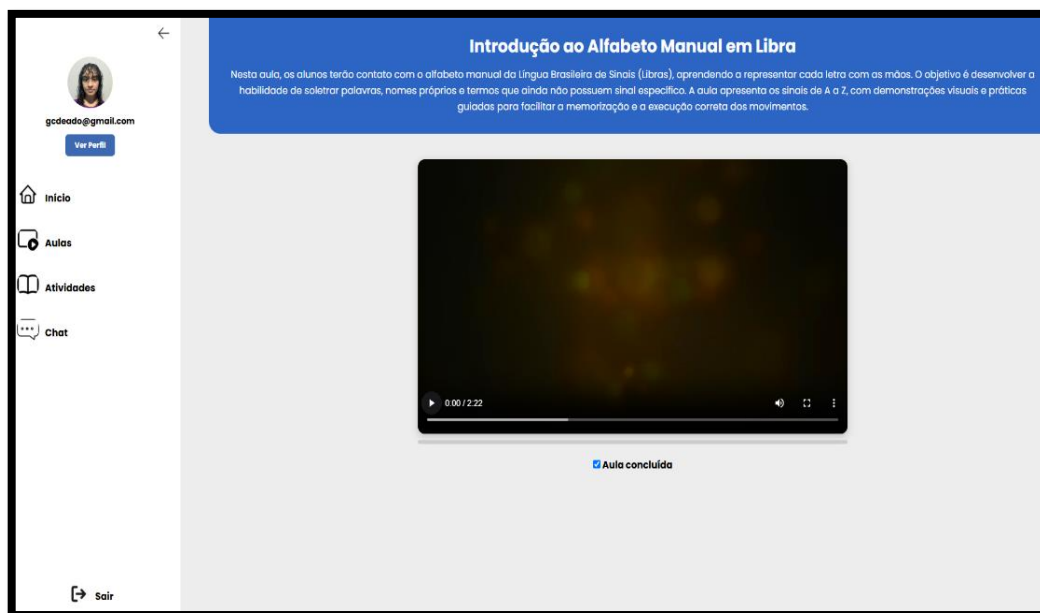 gcdeado@gmail.com
Ver Perfil
Início
Aulas
Atividades
Chat
Sair
Introdução ao Alfabeto Manual em Libra
Nesta aula, os alunos terão contato com o alfabeto manual da Língua Brasileira de Sinais (Libras), aprendendo a representar cada letra com as mãos. O objetivo é desenvolver a
habilidade de soletrar palavras, nomes próprios e termos que ainda não possuem sinal específico. A aula apresenta os sinais de A a Z, com demonstrações visuais e práticas
guiadas para facilitar a memorização e a execução correta dos movimentos.
0:00 / 2:22
Aula concluída